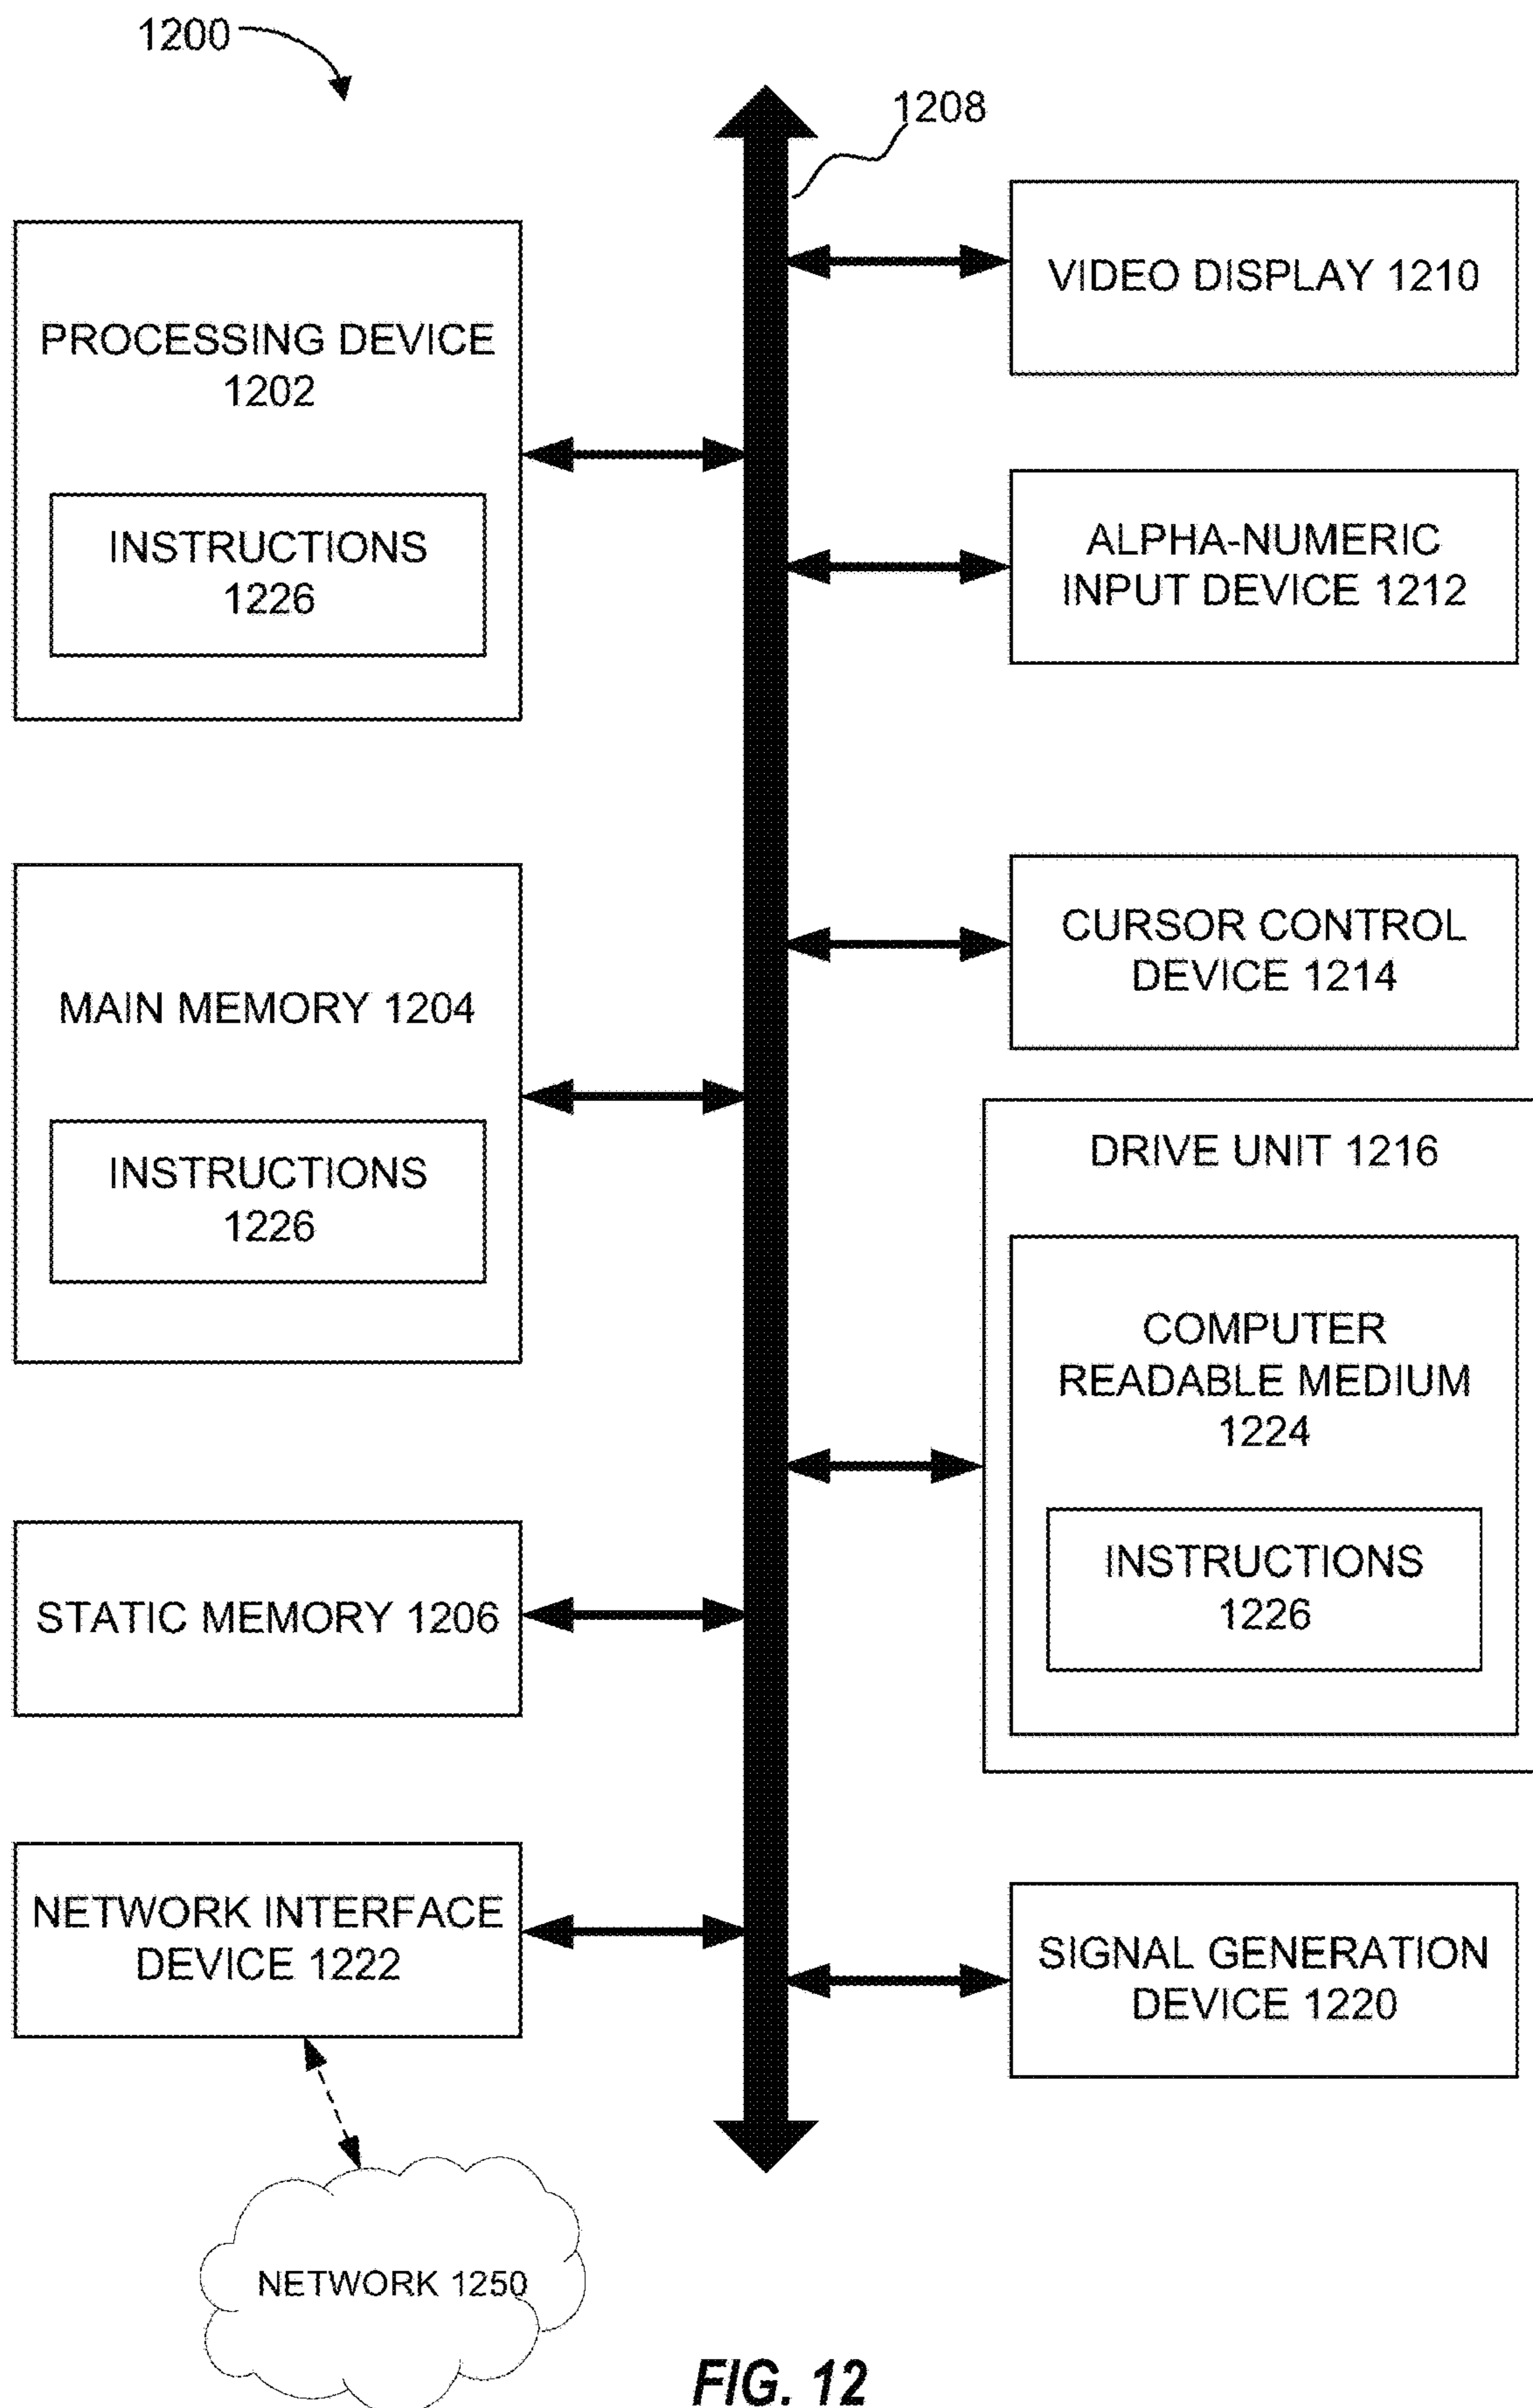 1200
1208
PROCESSING DEVICE
1202
INSTRUCTIONS
1226
MAIN MEMORY 1204
INSTRUCTIONS
1226
STATIC MEMORY 1206
NETWORK INTERFACE
DEVICE 1222
NETWORK 1250
VIDEO DISPLAY 1210
ALPHA-NUMERIC
INPUT DEVICE 1212
CURSOR CONTROL
DEVICE 1214
DRIVE UNIT 1216
COMPUTER
READABLE MEDIUM
1224
INSTRUCTIONS
1226
SIGNAL GENERATION
DEVICE 1220
FIG. 12